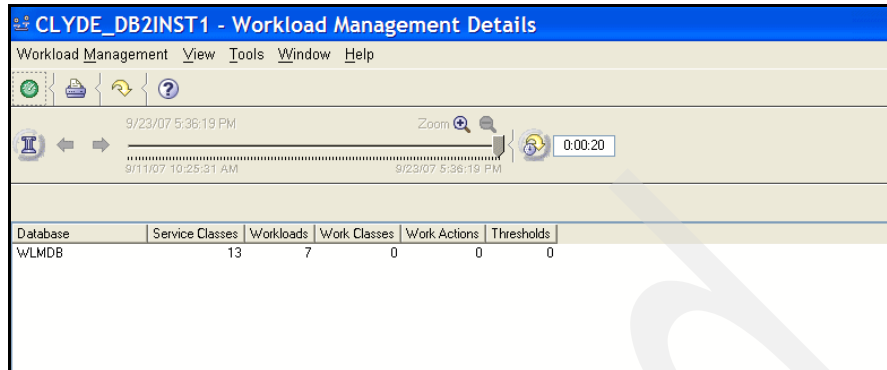 CLYDE_DB2INST1 - Workload Management Details
Workload Management View Tools Window Help
9/23/07 5:36:19 PM Zoom
0:00:20
9/11/07 10:25:31 AM 9/23/07 5:36:19 PM
Database Service Classes Workloads Work Classes Work Actions Thresholds
WLMDB 13 7 0 0 0